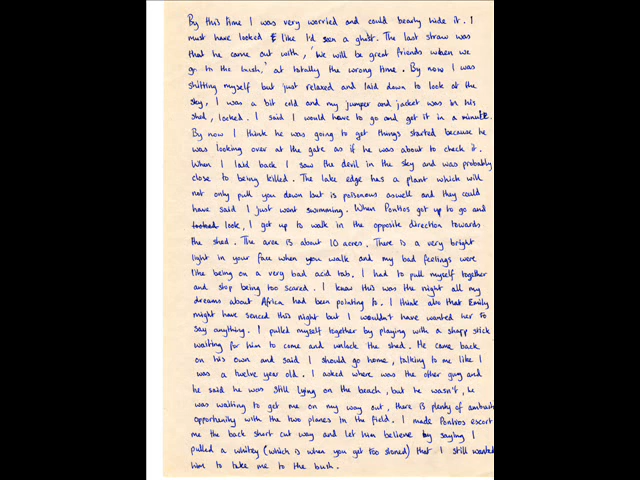 By this time I was very worried and could bearly hide it. I
must have looked & like I'd seen a ghost. The last straw was
that he came out with, 'We will be great friends when we
go to the bush,' at totally the wrong time. By now I was
shitting myself but just relaxed and laid down to look at the
sky, I was a bit cold and my jumper and jacket was in his
shed, locked. I said I would have to go and get it in a minute.
By now I think he was going to get things started because he
was looking over at the gate as if he was about to check it.
When I laid back I saw the devil in the sky and was probably
close to being killed. The lake edge has a plant which will
not only pull you down but is poisonous aswell and they could
have said I just went swimming. When Pontios got up to go and
looked look, I got up to walk in the opposite direction towards
the shed. The area is about 10 acres. There is a very bright
light in your face when you walk and my bad feelings were
like being on a very bad acid tab. I had to pull myself together
and stop being too scared. I know this was the night all my
dreams about Africa had been pointing to. I think also that Emily
might have senced this night but I wouldn't have wanted her to
say anything. I pulled myself together by playing with a sharp stick
waiting for him to come and unlock the shed. He came back
on his own and said I should go home, talking to me like I
was a twelve year old. I asked where was the other guy and
he said he was still lying on the beach, but he wasn't, he
was waiting to get me on my way out, there is plenty of ambush
opportunity with the two planes in the field. I made Pontios escort
me the back short cut way and let him believe by saying I
pulled a whitey (which is when you get too stoned) that I still wanted
him to take me to the bush.